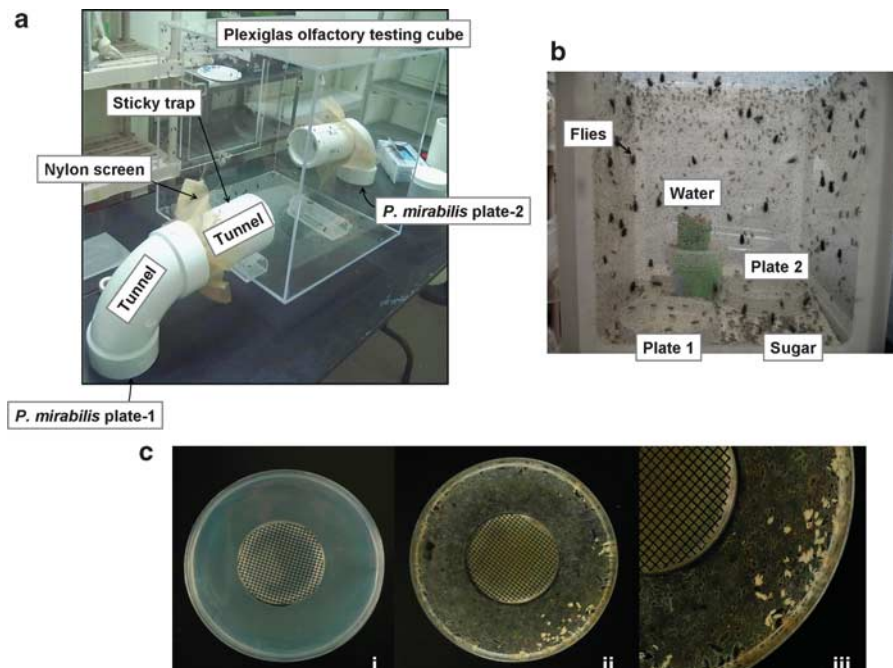 a
Plexiglas olfactory testing cube
Sticky trap
Nylon screen
Tunnel
Tunnel
P. mirabilis plate-2
P. mirabilis plate-1
b
Flies
Water
Plate 2
Plate 1
Sugar
c
i
ii
iii